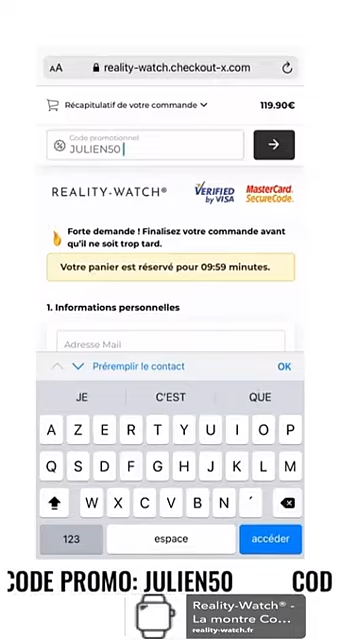 AA reality-watch.checkout-x.com
Récapitulatif de votre commande 119.90€
Code promotionnel
JULIEN50
REALITY-WATCH® VERIFIED by VISA MasterCard. SecureCode.
Forte demande ! Finalisez votre commande avant
qu'il ne soit trop tard.
Votre panier est réservé pour 09:59 minutes.
1. Informations personnelles
Adresse Mail
Préremplir le contact OK
JE C'EST QUE
A Z E R T Y U I O P
Q S D F G H J K L M
W X C V B N ´
123 espace accéder
CODE PROMO: JULIEN50 COD
Reality-Watch® -
La montre Co...
reality-watch.fr